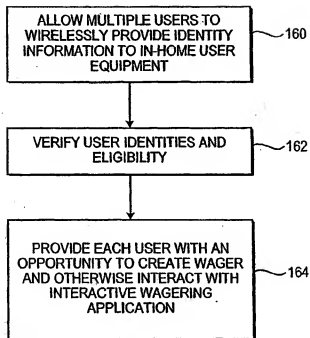 ALLOW MULTIPLE USERS TO
WIRELESSLY PROVIDE IDENTITY
INFORMATION TO IN-HOME USER
EQUIPMENT
160
VERIFY USER IDENTITIES AND
ELIGIBILITY
162
PROVIDE EACH USER WITH AN
OPPORTUNITY TO CREATE WAGER
AND OTHERWISE INTERACT WITH
INTERACTIVE WAGERING
APPLICATION
164